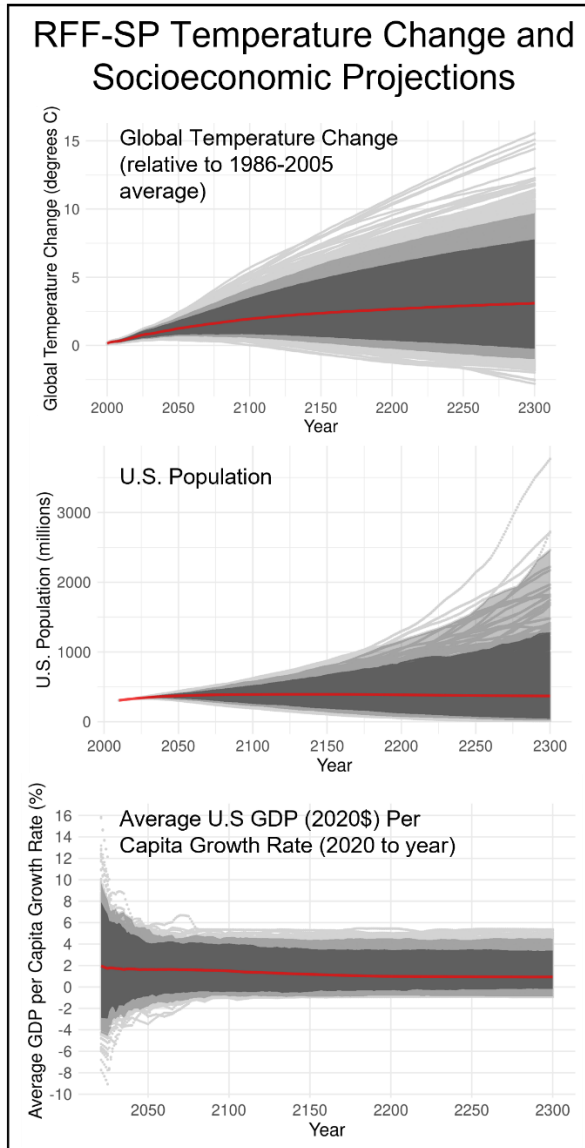 RFF-SP Temperature Change and
Socioeconomic Projections
Global Temperature Change (degrees C)
Global Temperature Change
(relative to 1986-2005
average)
15
10
5
0
2000 2050 2100 2150 2200 2250 2300
Year
U.S. Population (millions)
U.S. Population
3000
2000
1000
0
2000 2050 2100 2150 2200 2250 2300
Year
Average GDP per Capita Growth Rate (%)
Average U.S GDP (2020$) Per
Capita Growth Rate (2020 to year)
16
14
12
10
8
6
4
2
0
-2
-4
-6
-8
-10
2050 2100 2150 2200 2250 2300
Year